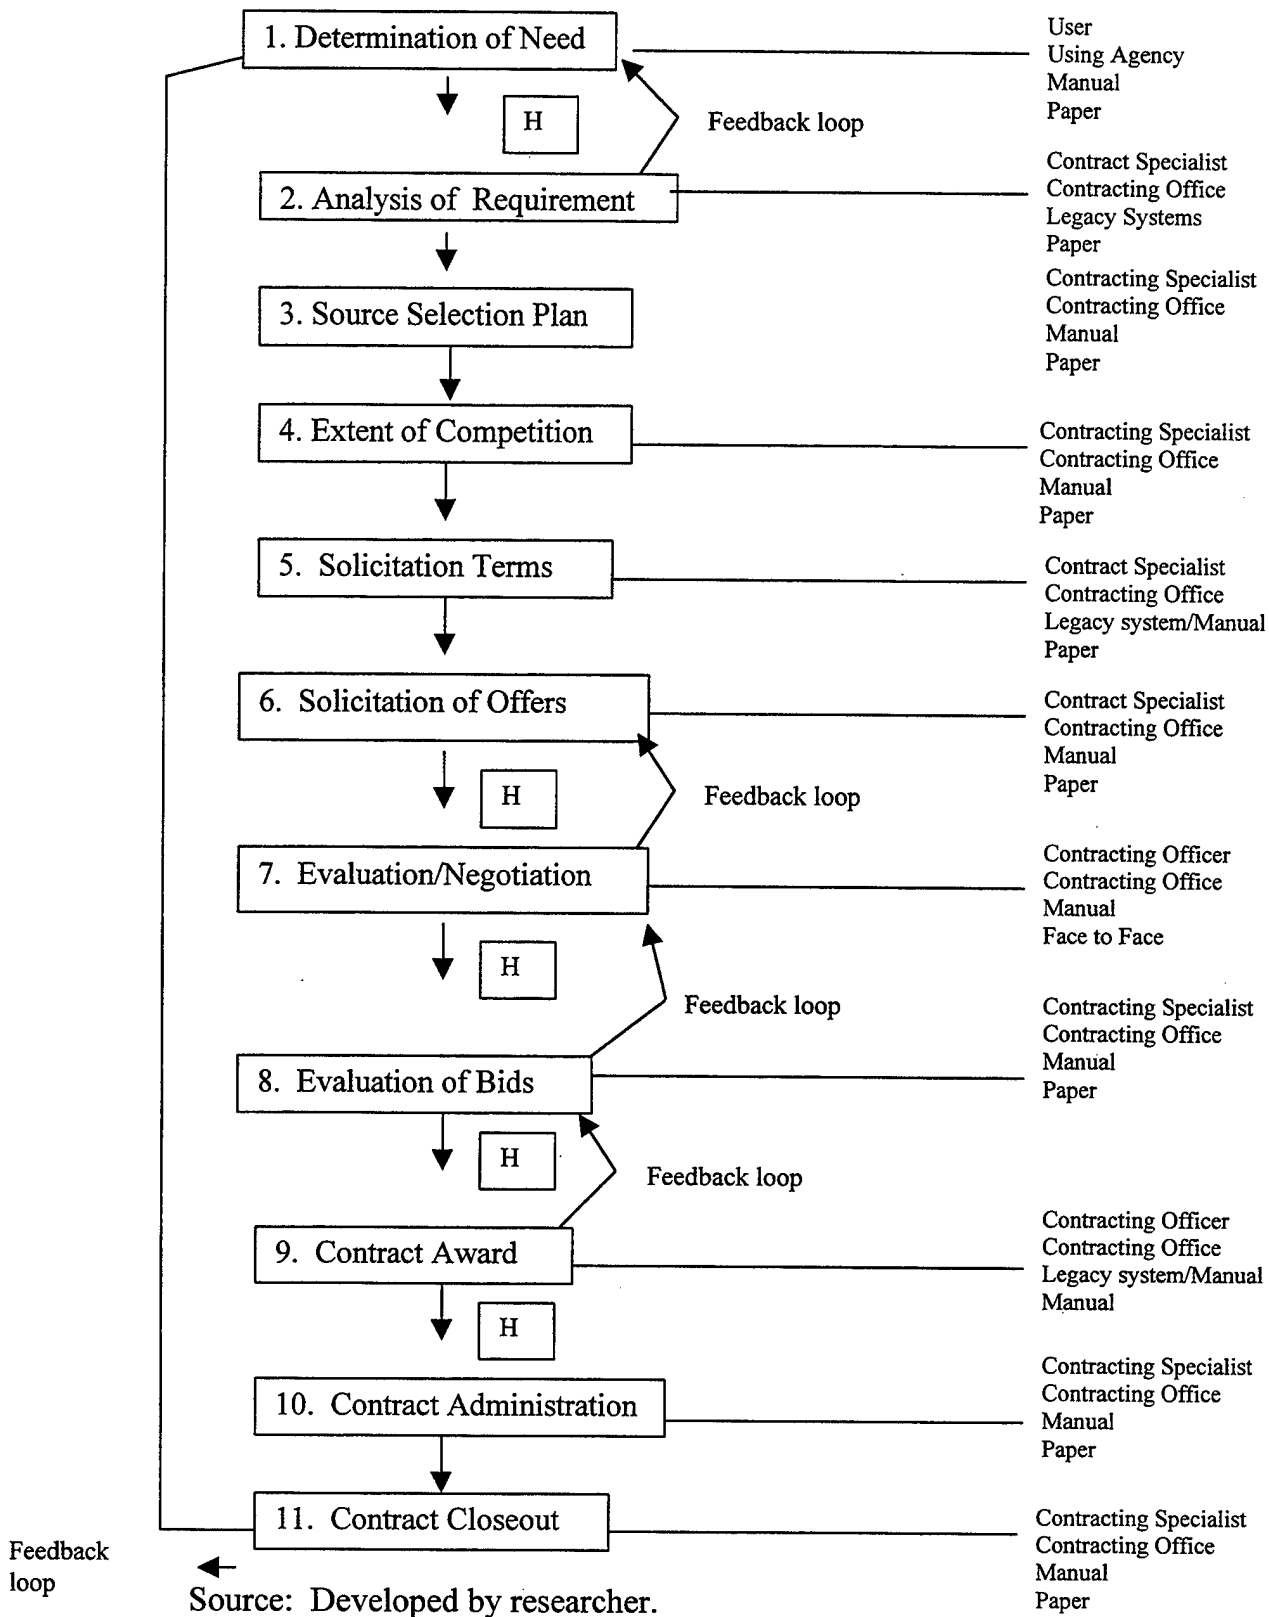 1. Determination of Need
User
Using Agency
Manual
Paper
H
Feedback loop
2. Analysis of Requirement
Contract Specialist
Contracting Office
Legacy Systems
Paper
3. Source Selection Plan
Contracting Specialist
Contracting Office
Manual
Paper
4. Extent of Competition
Contracting Specialist
Contracting Office
Manual
Paper
5. Solicitation Terms
Contract Specialist
Contracting Office
Legacy system/Manual
Paper
6. Solicitation of Offers
Contract Specialist
Contracting Office
Manual
Paper
H
Feedback loop
7. Evaluation/Negotiation
Contracting Officer
Contracting Office
Manual
Face to Face
H
Feedback loop
8. Evaluation of Bids
Contracting Specialist
Contracting Office
Manual
Paper
H
Feedback loop
9. Contract Award
Contracting Officer
Contracting Office
Legacy system/Manual
Manual
H
10. Contract Administration
Contracting Specialist
Contracting Office
Manual
Paper
11. Contract Closeout
Contracting Specialist
Contracting Office
Manual
Paper
Feedback
loop
Source: Developed by researcher.